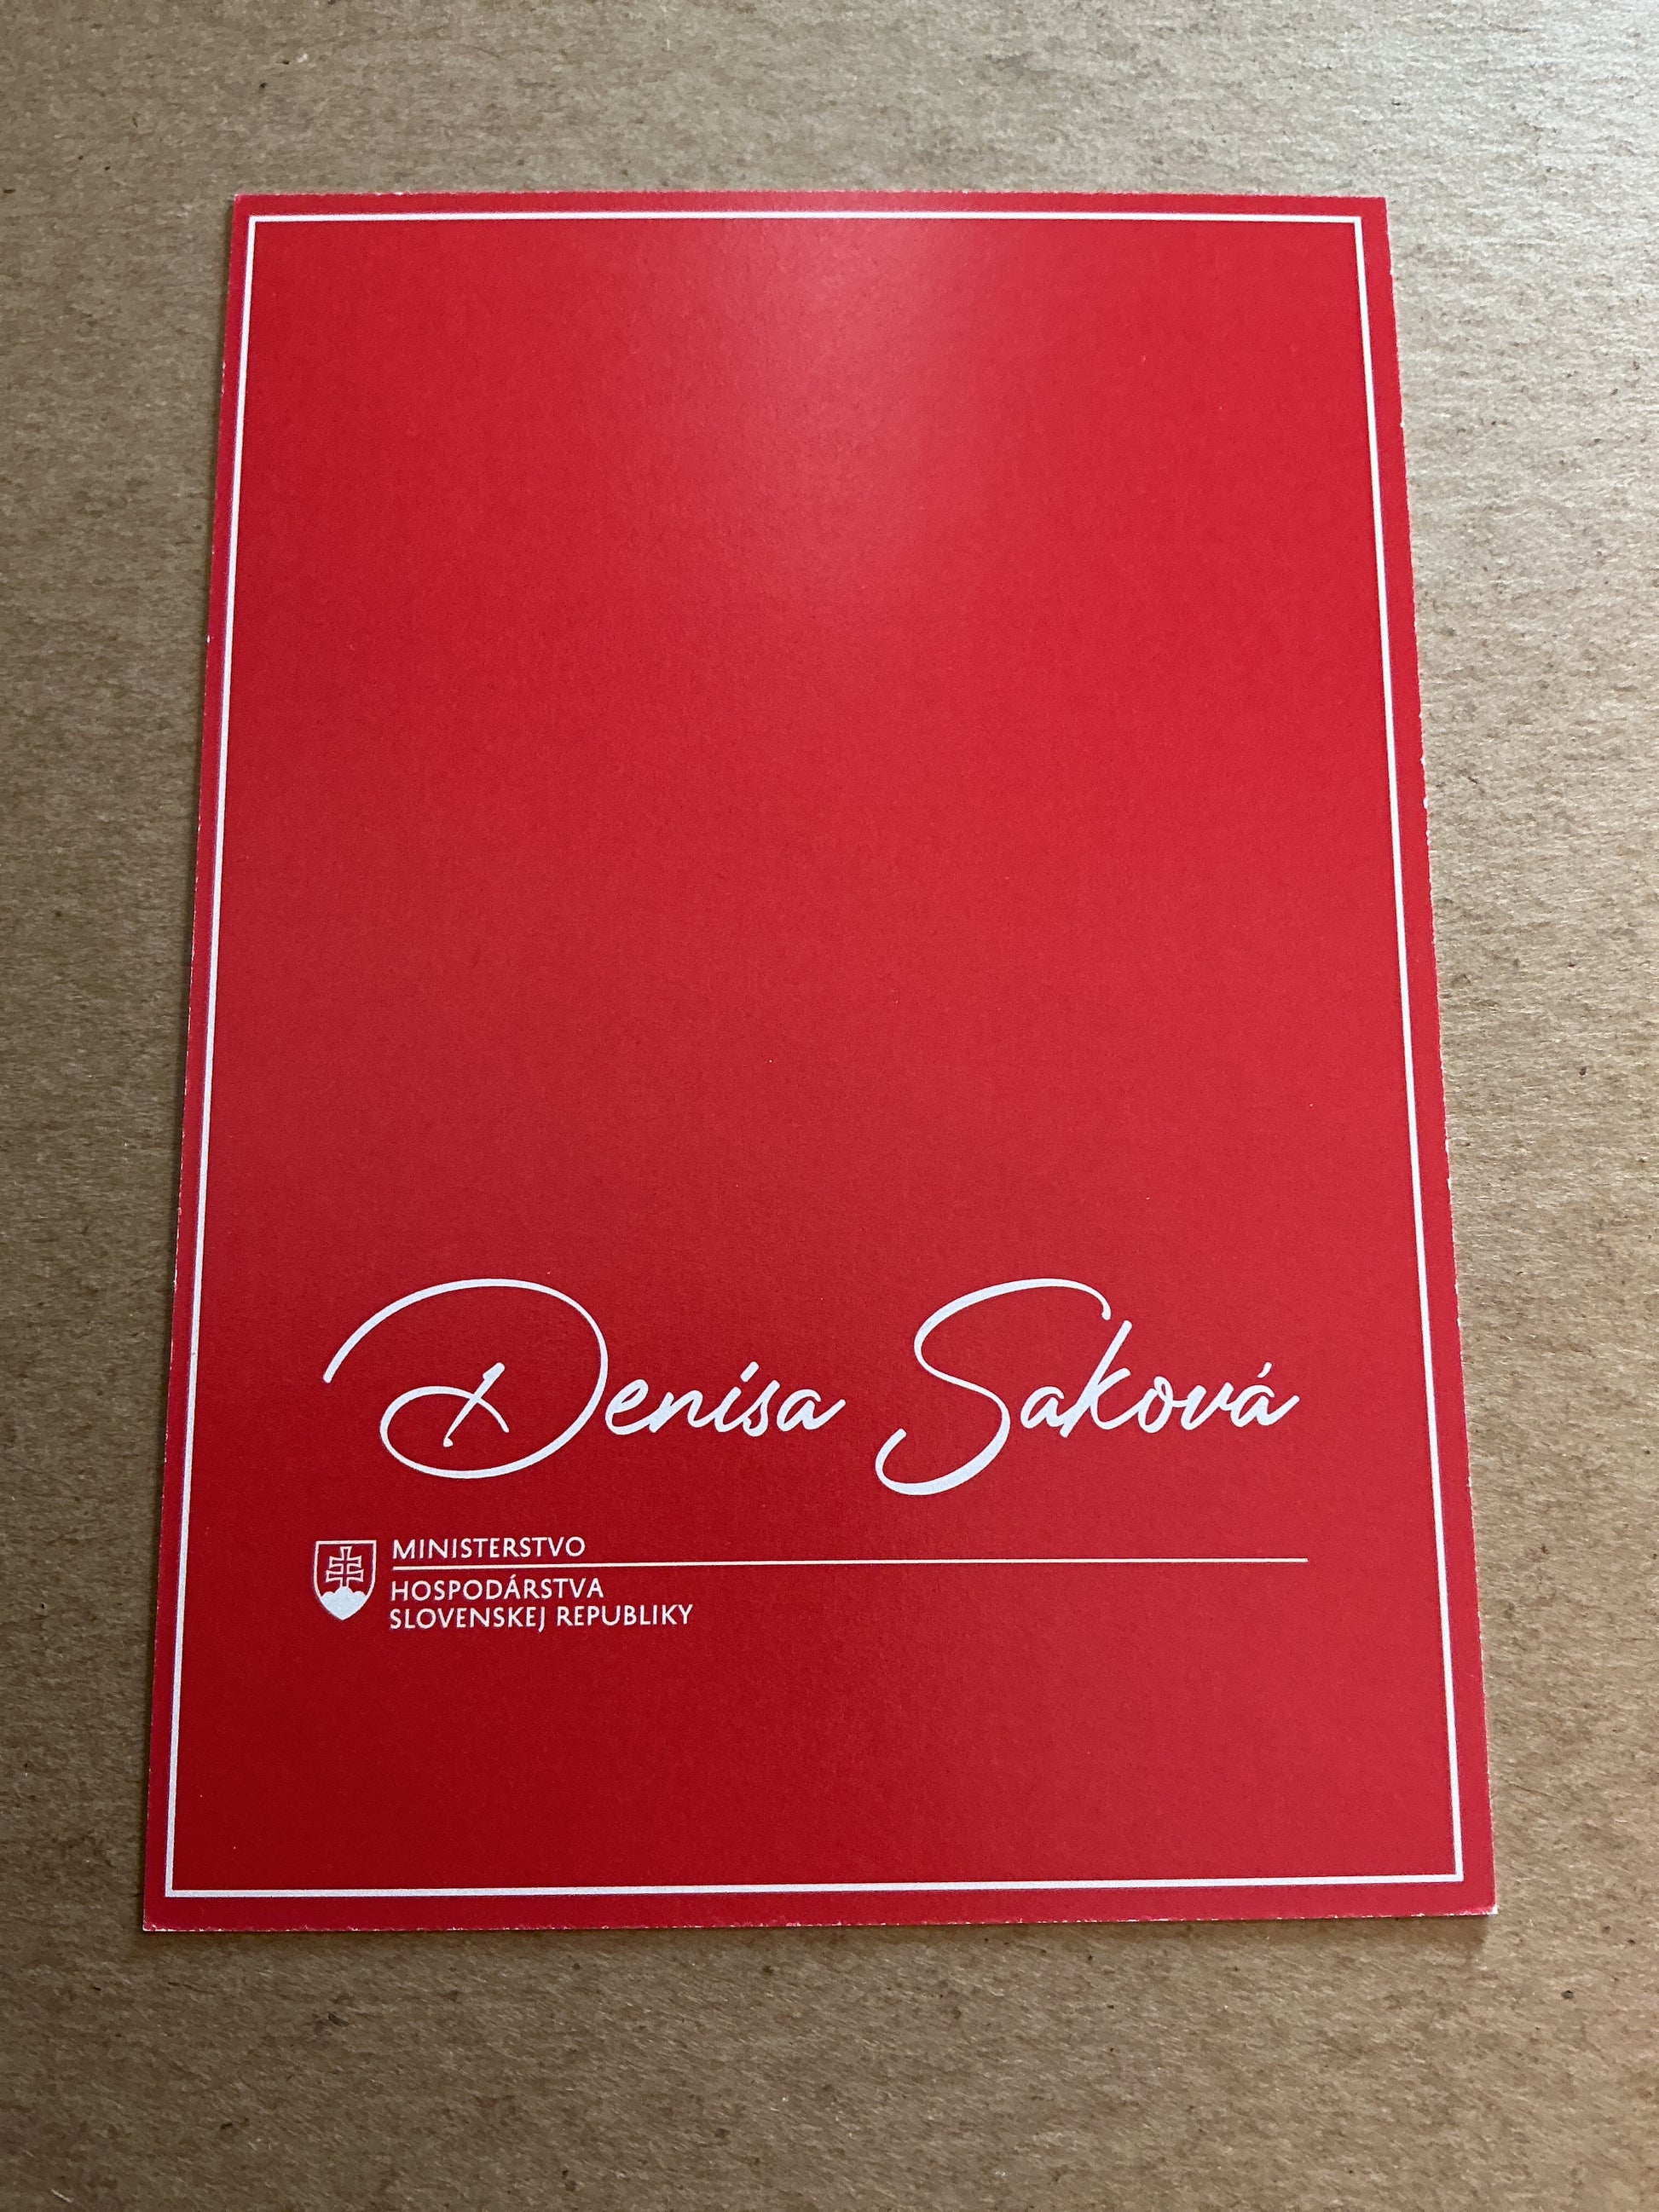 Denisa Saková
MINISTERSTVO
HOSPODÁRSTVA
SLOVENSKEJ REPUBLIKY